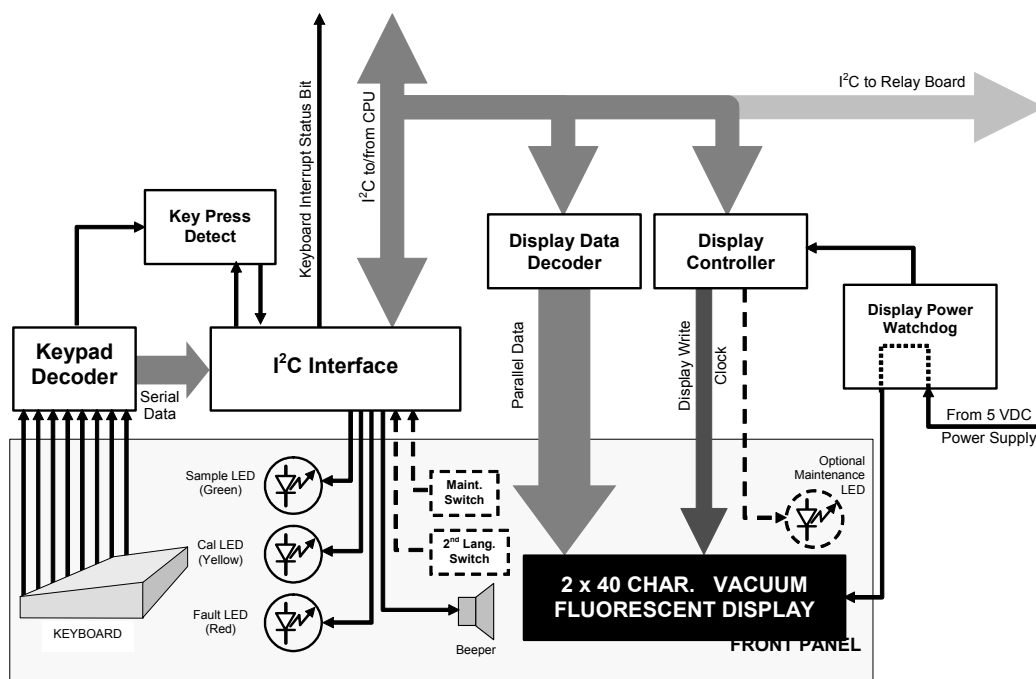 I²C to Relay Board
Keyboard Interrupt Status Bit
I²C to/from CPU
Key Press
Detect
Display Data
Decoder
Display
Controller
Display Power
Watchdog
Keypad
Decoder
I²C Interface
Serial
Data
Parallel Data
Display Write
Clock
From 5 VDC
Power Supply
Sample LED
(Green)
Maint.
Switch
Optional
Maintenance
LED
Cal LED
(Yellow)
2nd Lang.
Switch
2 x 40 CHAR. VACUUM
FLUORESCENT DISPLAY
Fault LED
(Red)
KEYBOARD
Beeper
FRONT PANEL